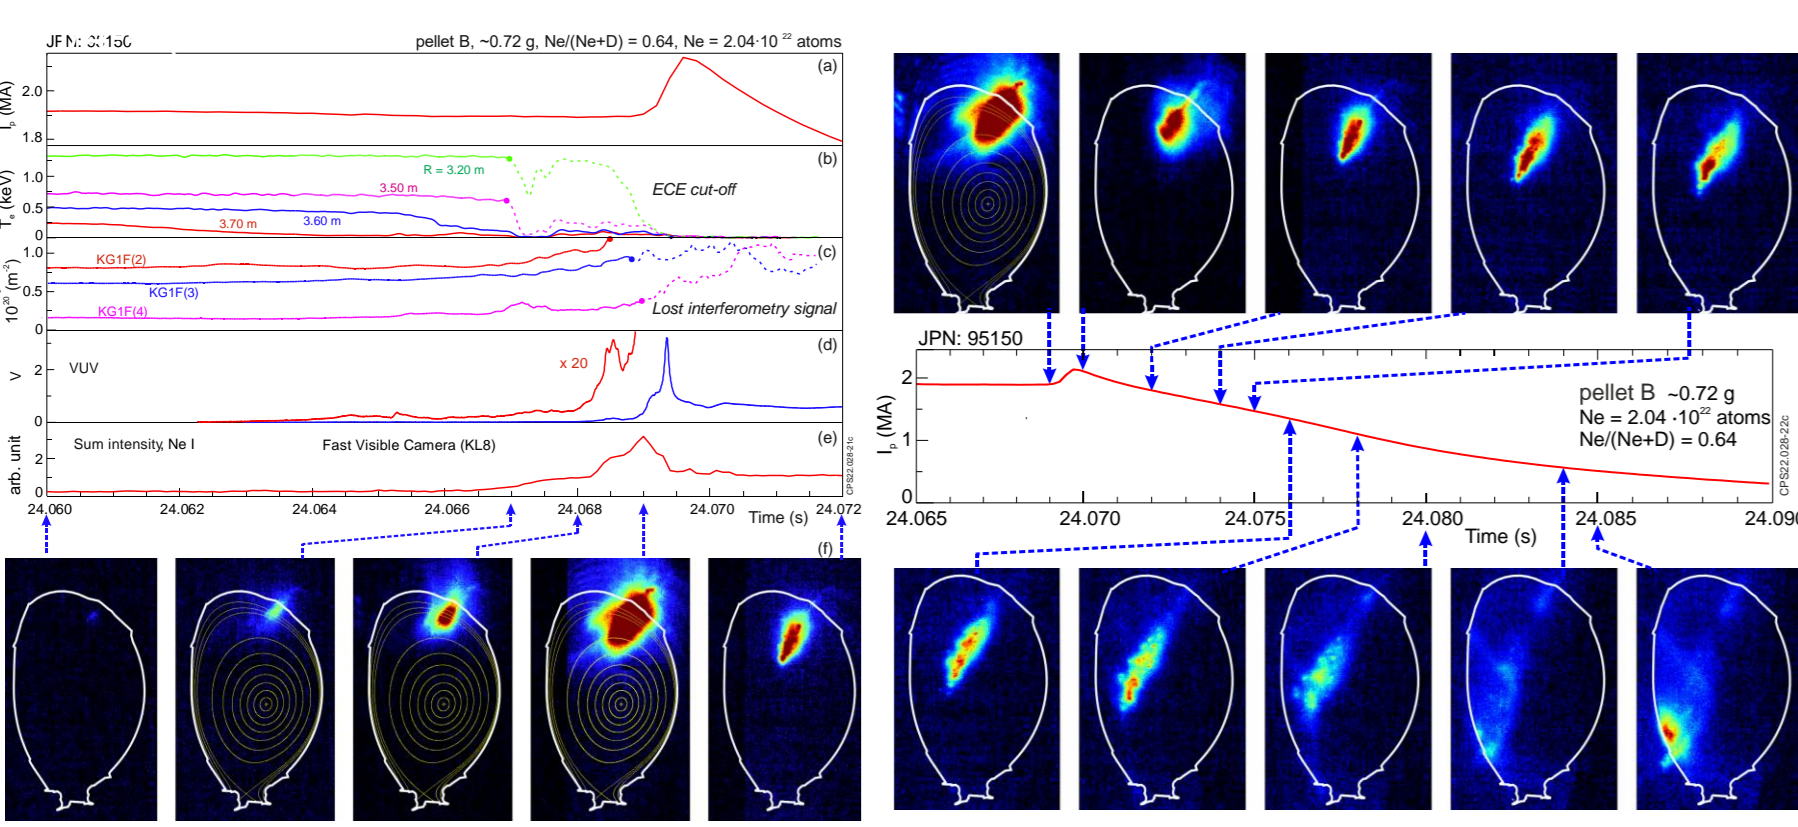 pellet B, ~0.72 g, Ne/(Ne+D) = 0.64, Ne = 2.04·10 22 atoms
(a)
2.0
1.8
Ip (MA)
(b)
R = 3.20 m
1.0
3.50 m
ECE cut-off
0.5
3.70 m
3.60 m
0
Te (keV)
(c)
1.0
KG1F(2)
0.5
KG1F(3)
KG1F(4)
Lost interferometry signal
0
10²⁰ (m⁻²)
(d)
x 20
VUV
2
V
0
(e)
Sum intensity, Ne I
Fast Visible Camera (KL8)
2
0
arb. unit
CPS22.028-21c
24.060
24.062
24.064
24.066
24.068
24.070
24.072
Time (s)
(f)
JPN: 95150
2
pellet B ~0.72 g
Ne = 2.04 ·10²² atoms
Ne/(Ne+D) = 0.64
1
0
Ip (MA)
CPS22.028-22c
24.065
24.070
24.075
24.080
24.085
24.090
Time (s)